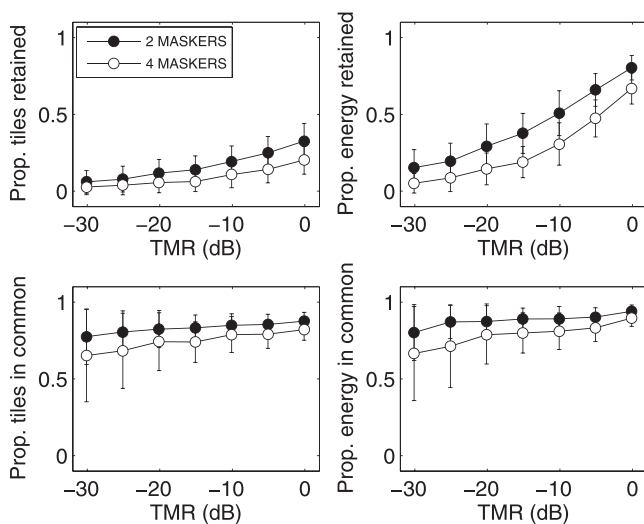 2 MASKERS
4 MASKERS
Prop. tiles retained
1
0.5
0
−30 −20 −10 0
TMR (dB)
Prop. energy retained
1
0.5
0
−30 −20 −10 0
TMR (dB)
Prop. tiles in common
1
0.5
0
−30 −20 −10 0
TMR (dB)
Prop. energy in common
1
0.5
0
−30 −20 −10 0
TMR (dB)